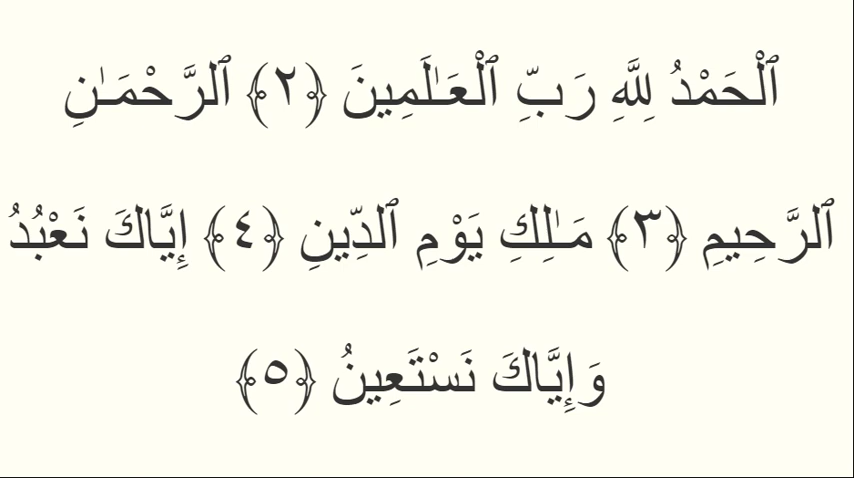 ٱلْحَمْدُ لِلَّهِ رَبِّ ٱلْعَـٰلَمِينَ ﴿٢﴾ ٱلرَّحْمَـٰنِ
ٱلرَّحِيمِ ﴿٣﴾ مَـٰلِكِ يَوْمِ ٱلدِّينِ ﴿٤﴾ إِيَّاكَ نَعْبُدُ
وَإِيَّاكَ نَسْتَعِينُ ﴿٥﴾